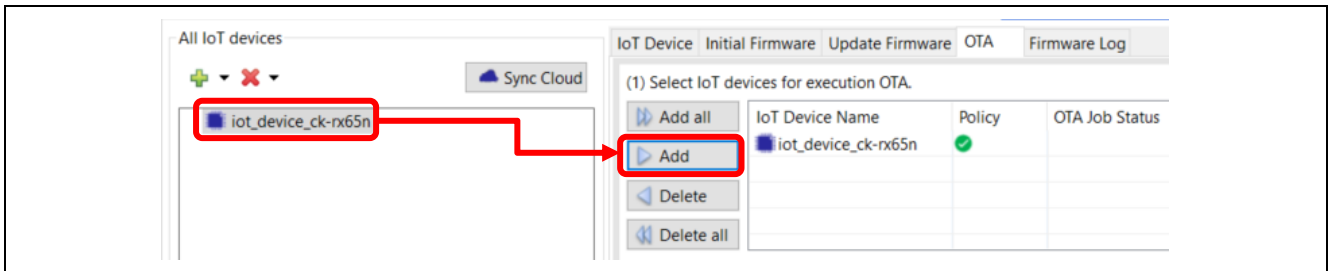 All IoT devices
Sync Cloud
iot_device_ck-rx65n
IoT Device Initial Firmware Update Firmware OTA Firmware Log
(1) Select IoT devices for execution OTA.
Add all
Add
Delete
Delete all
IoT Device Name Policy OTA Job Status
iot_device_ck-rx65n